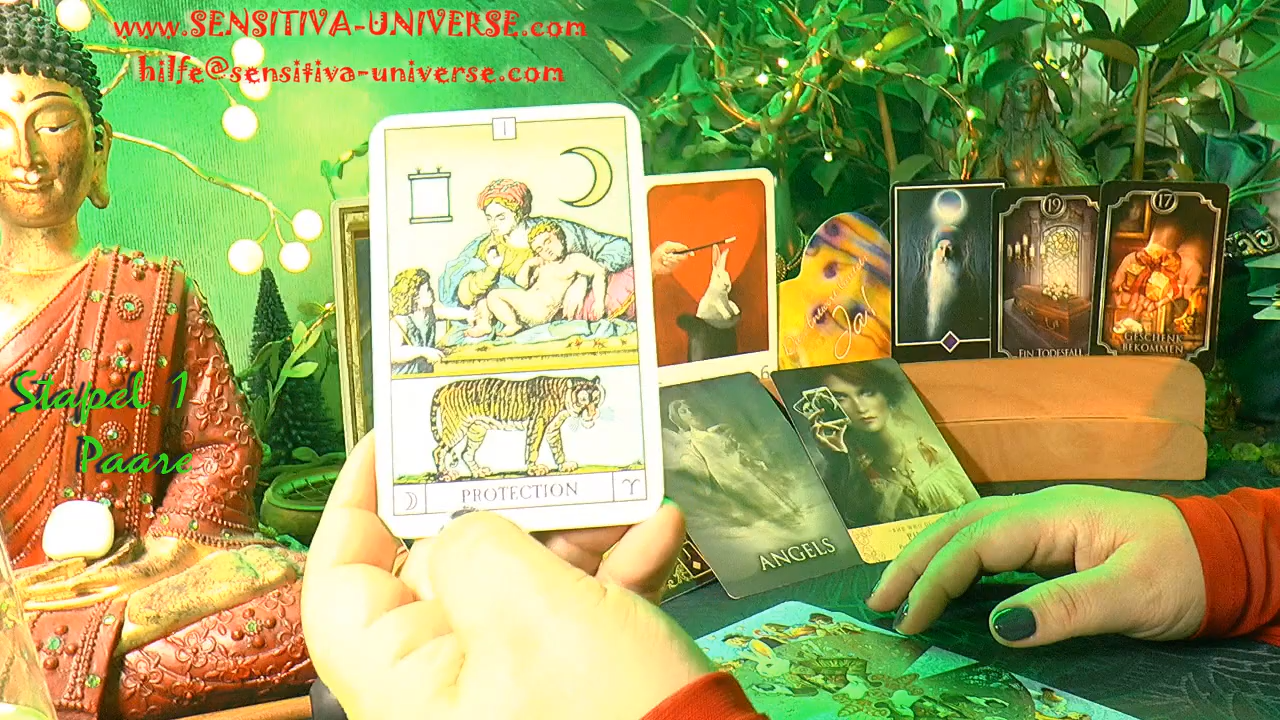 www.SENSITIVA-UNIVERSE.com
hilfe@sensitiva-universe.com
I
PROTECTION
Stapel 1
Paare
Ja!
19
EIN TODESFALL
17
GESCHENK
BEKOMMEN
ANGELS